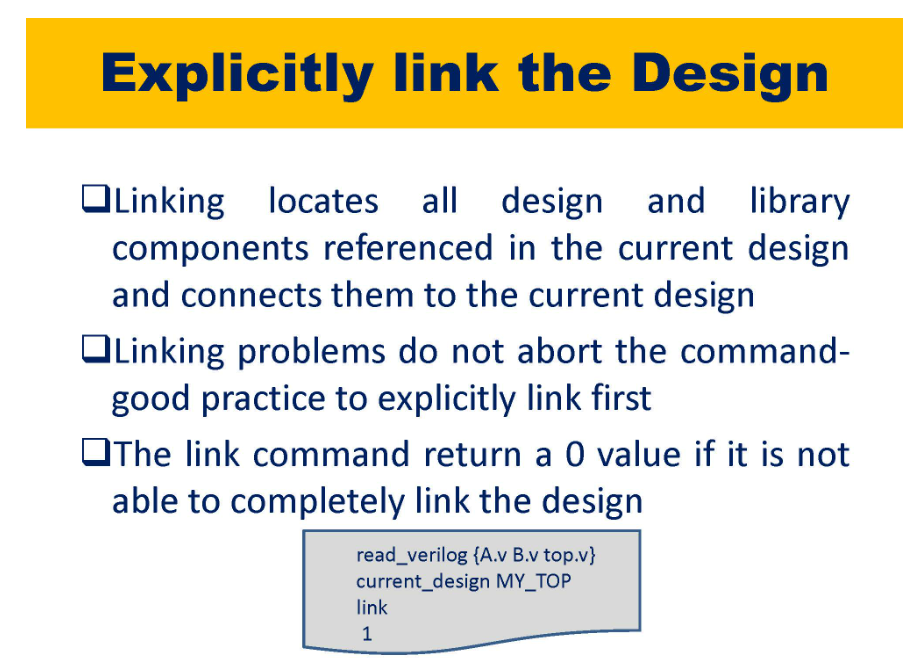 Explicitly link the Design
❑Linking locates all design and library
components referenced in the current design
and connects them to the current design
❑Linking problems do not abort the command-
good practice to explicitly link first
❑The link command return a 0 value if it is not
able to completely link the design
read_verilog {A.v B.v top.v}
current_design MY_TOP
link
1